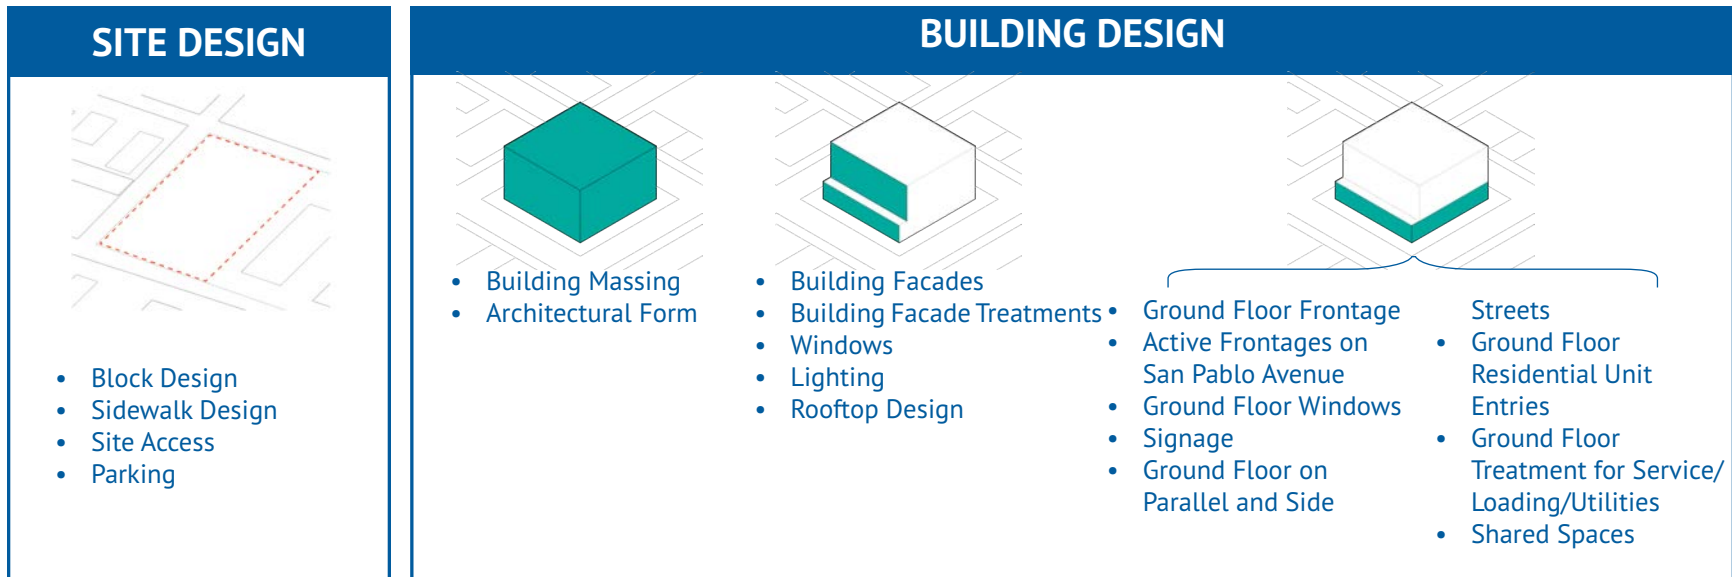 SITE DESIGN
• Block Design
• Sidewalk Design
• Site Access
• Parking
BUILDING DESIGN
• Building Massing
• Architectural Form
• Building Facades
• Building Facade Treatments
• Windows
• Lighting
• Rooftop Design
• Ground Floor Frontage
• Active Frontages on
San Pablo Avenue
• Ground Floor Windows
• Signage
• Ground Floor on
Parallel and Side
Streets
• Ground Floor
Residential Unit
Entries
• Ground Floor
Treatment for Service/
Loading/Utilities
• Shared Spaces